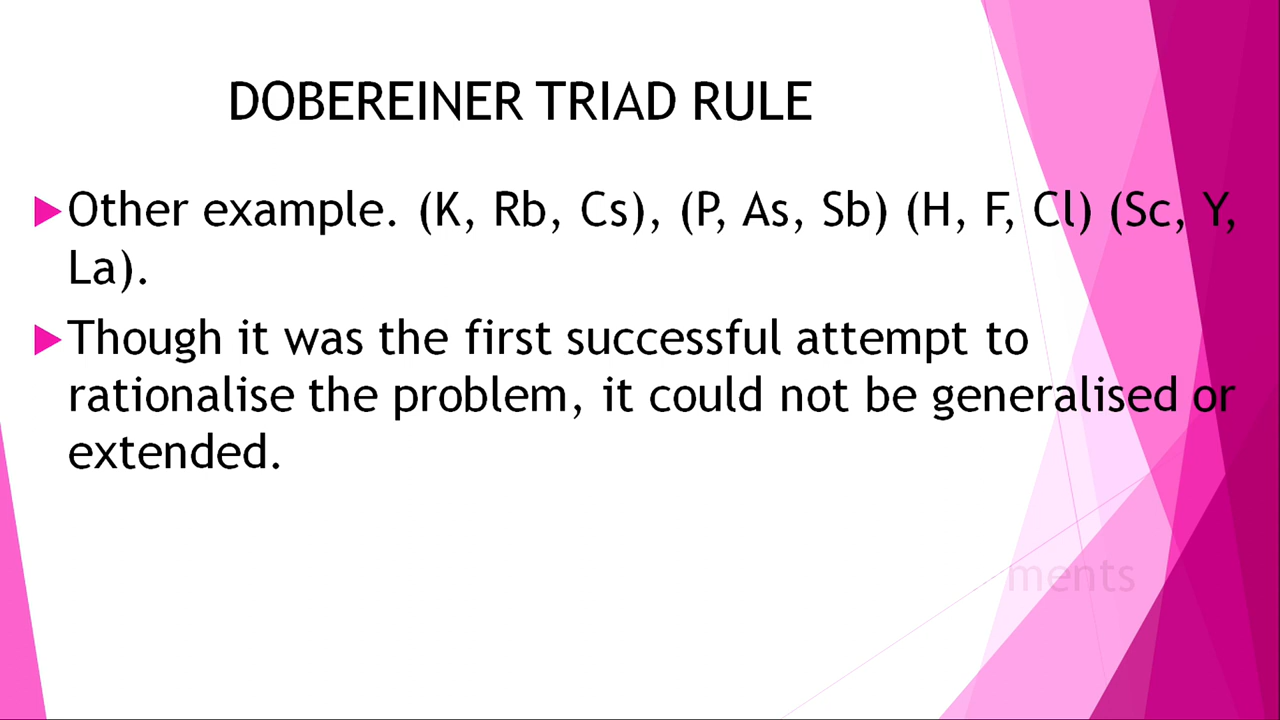 DOBEREINER TRIAD RULE
Other example. (K, Rb, Cs), (P, As, Sb) (H, F, Cl) (Sc, Y,
La).
Though it was the first successful attempt to
rationalise the problem, it could not be generalised or
extended.
ments